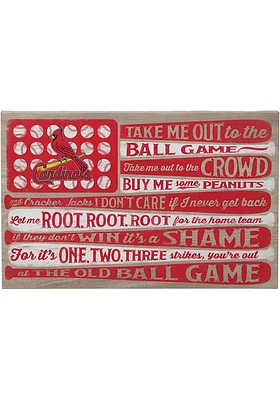 Cardinals
TAKE ME OUT to the
BALL GAME
Take me out to the CROWD
BUY ME some PEANUTS
and Cracker Jacks I DON'T CARE if I never get back
Let me ROOT, ROOT, ROOT for the home team
if they don't WIN it's a SHAME
For it's ONE, TWO, THREE strikes, you're out
at THE OLD BALL GAME